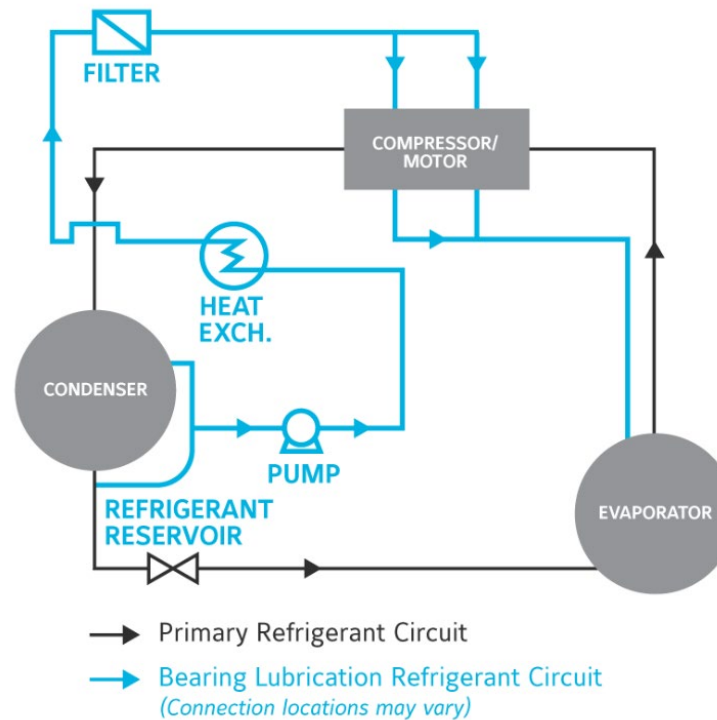 FILTER
COMPRESSOR/
MOTOR
HEAT
EXCH.
CONDENSER
PUMP
REFRIGERANT
RESERVOIR
EVAPORATOR
Primary Refrigerant Circuit
Bearing Lubrication Refrigerant Circuit
(Connection locations may vary)